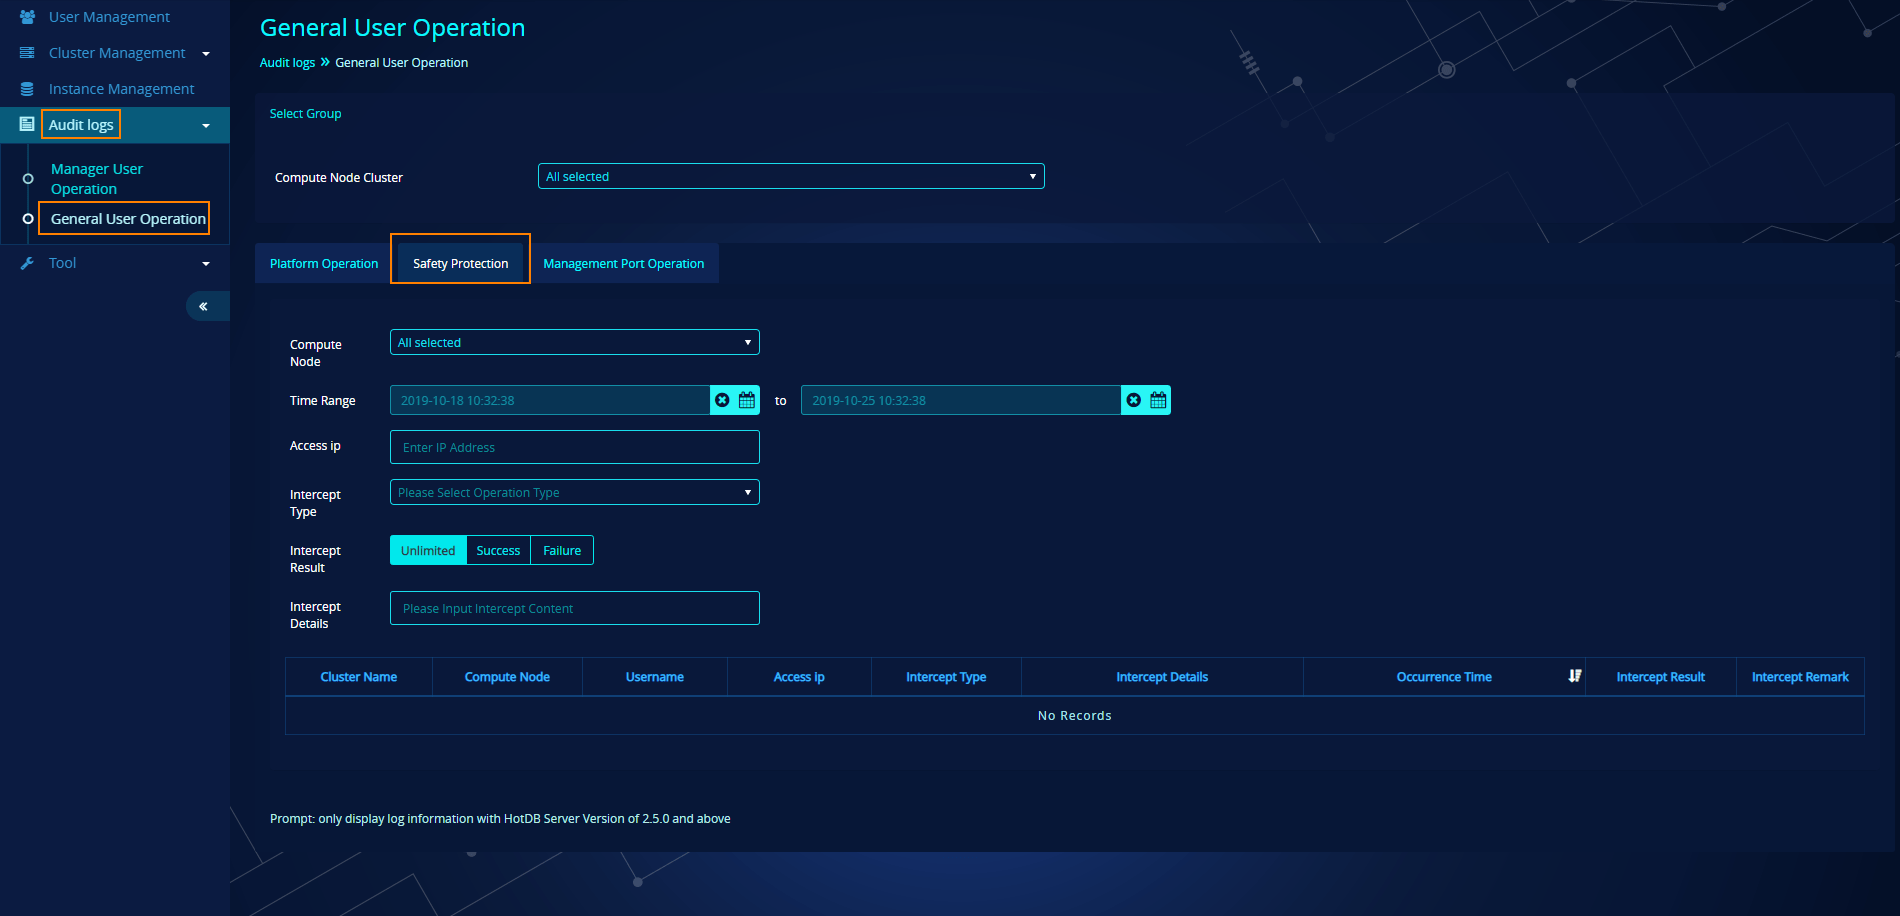 User Management
Cluster Management
Instance Management
Audit logs
Manager User
Operation
General User Operation
Tool
General User Operation
Audit logs » General User Operation
Select Group
Compute Node Cluster
All selected
Platform Operation
Safety Protection
Management Port Operation
Compute
Node
All selected
Time Range
2019-10-18 10:32:38
to
2019-10-25 10:32:38
Access ip
Enter IP Address
Intercept
Type
Please Select Operation Type
Intercept
Result
Unlimited
Success
Failure
Intercept
Details
Please Input Intercept Content
Cluster Name
Compute Node
Username
Access ip
Intercept Type
Intercept Details
Occurrence Time
Intercept Result
Intercept Remark
No Records
Prompt: only display log information with HotDB Server Version of 2.5.0 and above